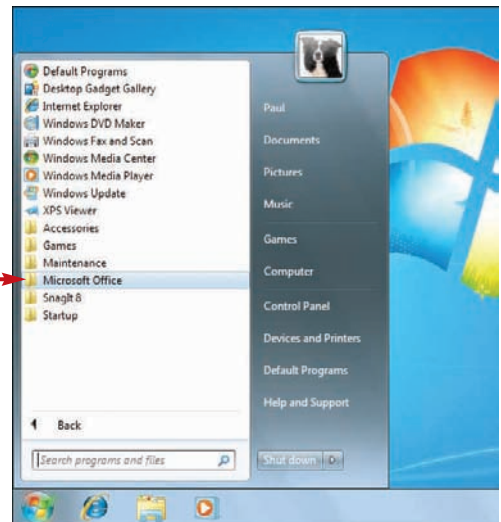 Default Programs
Desktop Gadget Gallery
Internet Explorer
Windows DVD Maker
Windows Fax and Scan
Windows Media Center
Windows Media Player
Windows Update
XPS Viewer
Accessories
Games
Maintenance
Microsoft Office
SnagIt 8
Startup
Back
Search programs and files
Paul
Documents
Pictures
Music
Games
Computer
Control Panel
Devices and Printers
Default Programs
Help and Support
Shut down